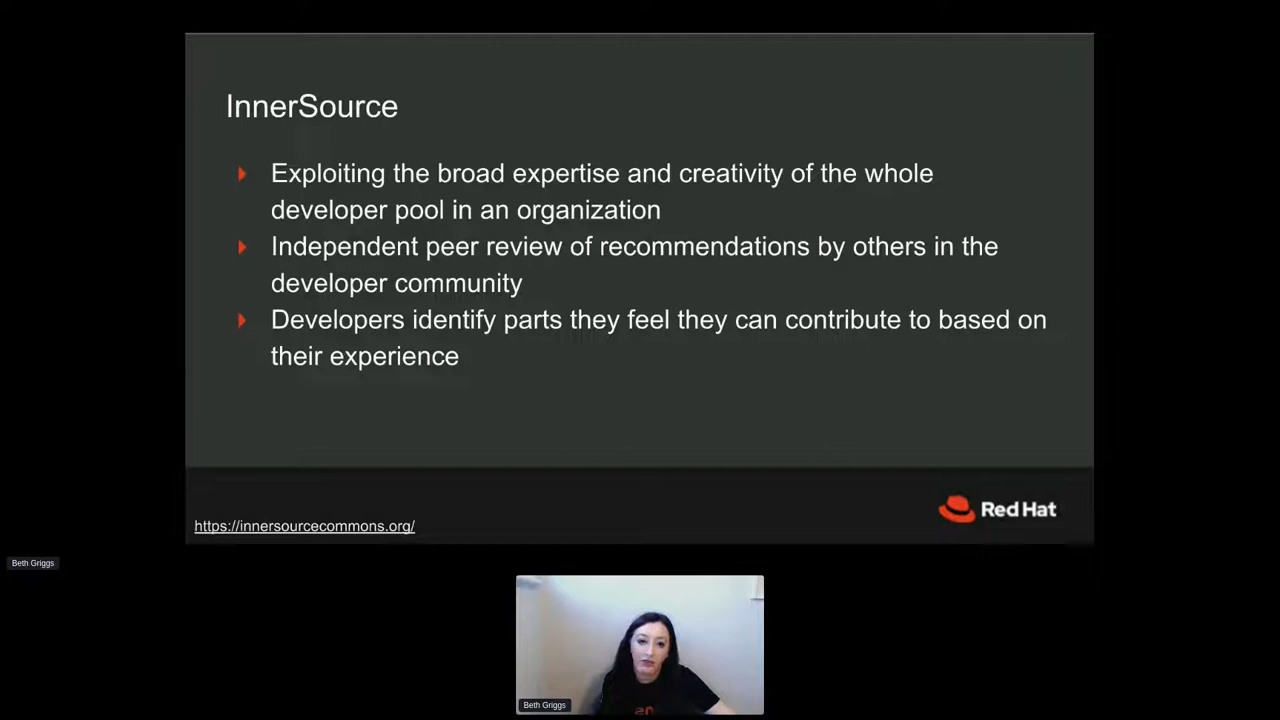 InnerSource
Exploiting the broad expertise and creativity of the whole
developer pool in an organization
Independent peer review of recommendations by others in the
developer community
Developers identify parts they feel they can contribute to based on
their experience
https://innersourcecommons.org/
Red Hat
Beth Griggs
Beth Griggs